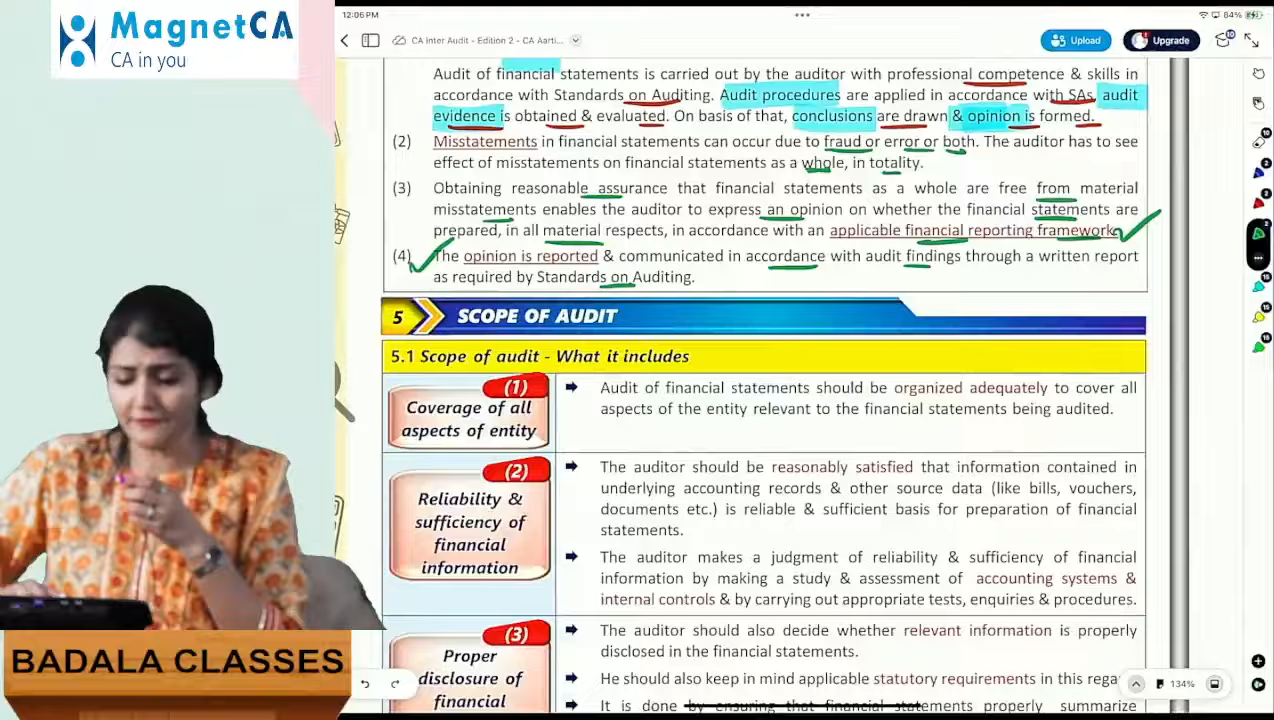 MagnetCA
CA in you
12:06 PM
84%
CA Inter Audit - Edition 2 - CA Aarti...
Upload
Upgrade
Audit of financial statements is carried out by the auditor with professional competence & skills in
accordance with Standards on Auditing. Audit procedures are applied in accordance with SAs, audit
evidence is obtained & evaluated. On basis of that, conclusions are drawn & opinion is formed.
(2) Misstatements in financial statements can occur due to fraud or error or both. The auditor has to see
effect of misstatements on financial statements as a whole, in totality.
(3) Obtaining reasonable assurance that financial statements as a whole are free from material
misstatements enables the auditor to express an opinion on whether the financial statements are
prepared, in all material respects, in accordance with an applicable financial reporting framework.
(4) The opinion is reported & communicated in accordance with audit findings through a written report
as required by Standards on Auditing.
5 SCOPE OF AUDIT
5.1 Scope of audit - What it includes
(1)
Coverage of all
aspects of entity
Audit of financial statements should be organized adequately to cover all
aspects of the entity relevant to the financial statements being audited.
(2)
Reliability &
sufficiency of
financial
information
The auditor should be reasonably satisfied that information contained in
underlying accounting records & other source data (like bills, vouchers,
documents etc.) is reliable & sufficient basis for preparation of financial
statements.
The auditor makes a judgment of reliability & sufficiency of financial
information by making a study & assessment of accounting systems &
internal controls & by carrying out appropriate tests, enquiries & procedures.
(3)
Proper
disclosure of
financial
The auditor should also decide whether relevant information is properly
disclosed in the financial statements.
He should also keep in mind applicable statutory requirements in this
It is done by ensuring that financial statements properly summarize
134%
BADALA CLASSES